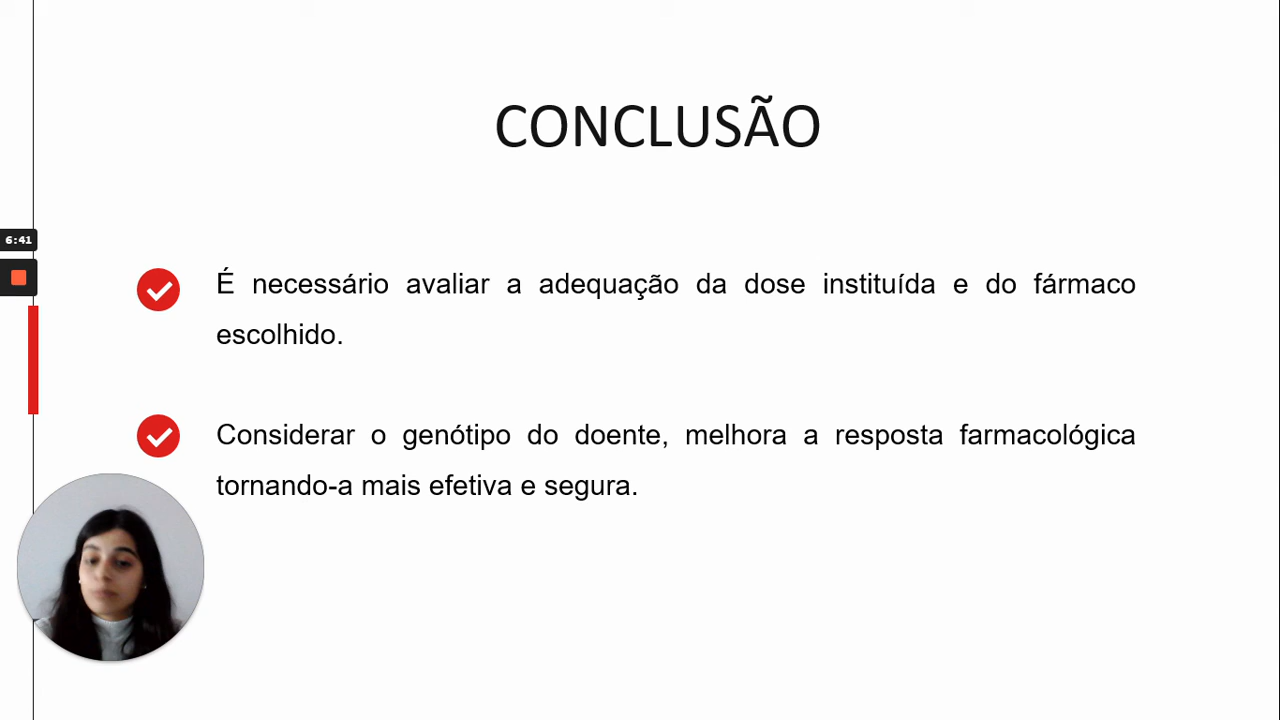 CONCLUSÃO
6:41
É necessário avaliar a adequação da dose instituída e do fármaco
escolhido.
Considerar o genótipo do doente, melhora a resposta farmacológica
tornando-a mais efetiva e segura.